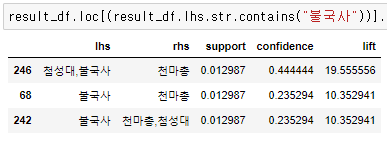 result_df.loc[(result_df.lhs.str.contains("불국사"))].
lhs rhs support confidence lift
246 첨성대,불국사 천마총 0.012987 0.444444 19.555556
68 불국사 천마총 0.012987 0.235294 10.352941
242 불국사 천마총,첨성대 0.012987 0.235294 10.352941